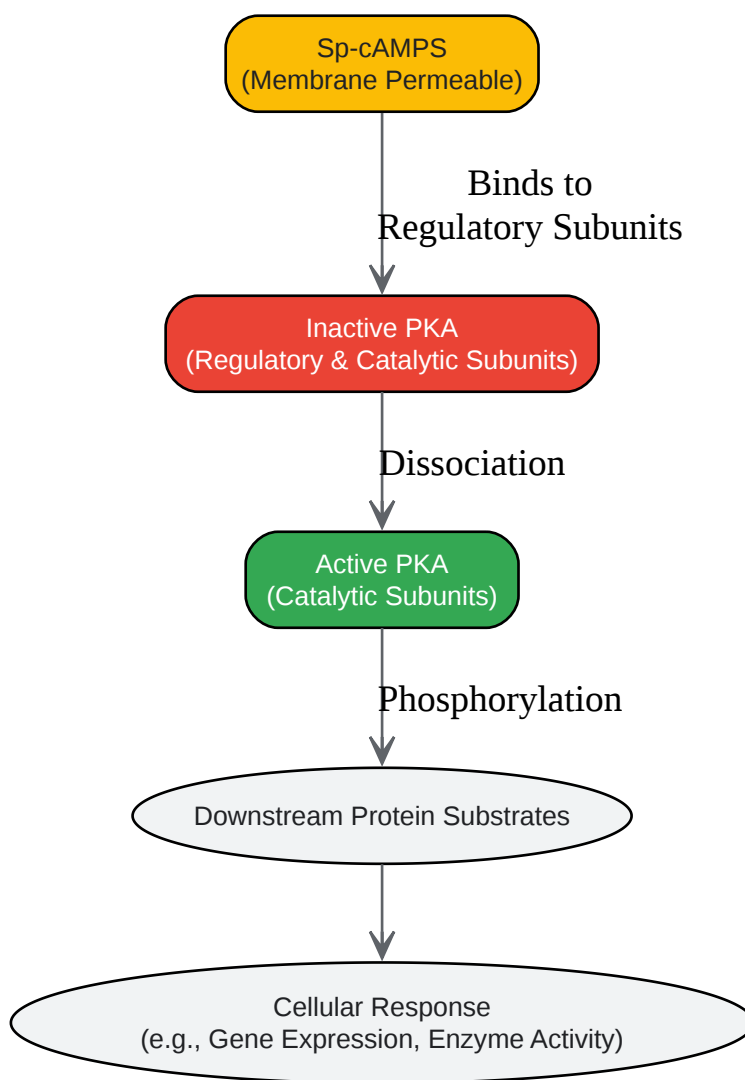 Sp-cAMPS
(Membrane Permeable)
Binds to
Regulatory Subunits
Inactive PKA
(Regulatory & Catalytic Subunits)
Dissociation
Active PKA
(Catalytic Subunits)
Phosphorylation
Downstream Protein Substrates
Cellular Response
(e.g., Gene Expression, Enzyme Activity)